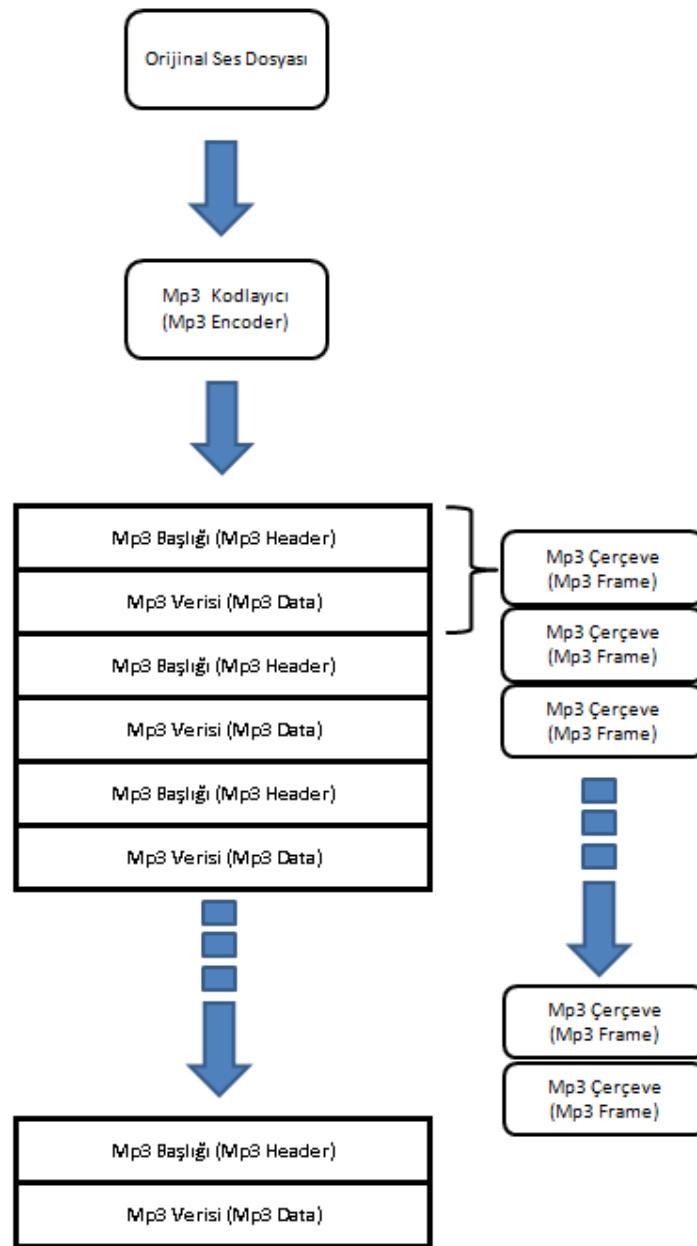 Orijinal Ses Dosyası
Mp3 Kodlayıcı
(Mp3 Encoder)
Mp3 Başlığı (Mp3 Header)
Mp3 Verisi (Mp3 Data)
Mp3 Başlığı (Mp3 Header)
Mp3 Verisi (Mp3 Data)
Mp3 Başlığı (Mp3 Header)
Mp3 Verisi (Mp3 Data)
Mp3 Çerçeve
(Mp3 Frame)
Mp3 Çerçeve
(Mp3 Frame)
Mp3 Çerçeve
(Mp3 Frame)
Mp3 Çerçeve
(Mp3 Frame)
Mp3 Çerçeve
(Mp3 Frame)
Mp3 Başlığı (Mp3 Header)
Mp3 Verisi (Mp3 Data)